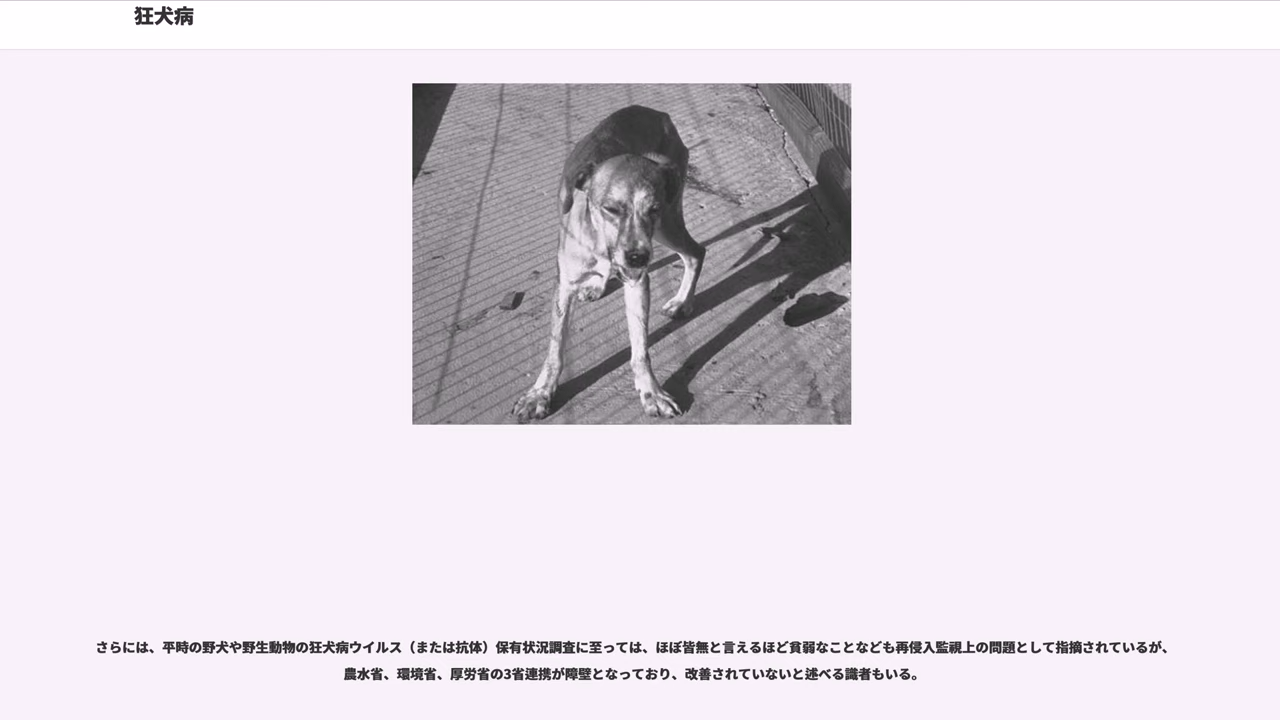 狂犬病
さらには、平時の野犬や野生動物の狂犬病ウイルス（または抗体）保有状況調査に至っては、ほぼ皆無と言えるほど貧弱なことなども再侵入監視上の問題として指摘されているが、
農水省、環境省、厚労省の3省連携が障壁となっており、改善されていないと述べる識者もいる。